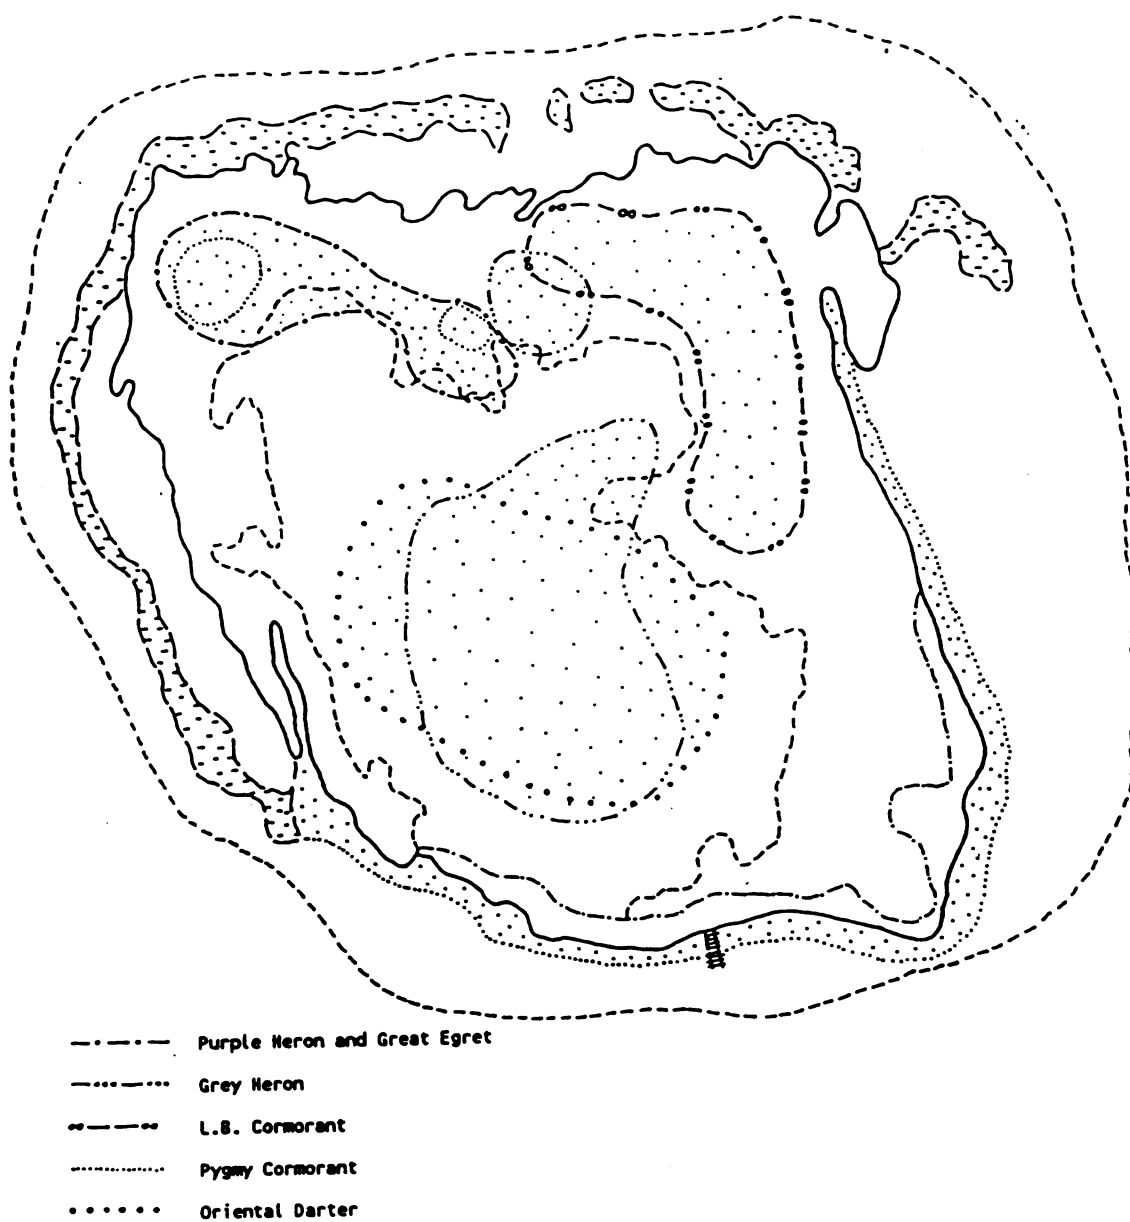 Purple Heron and Great Egret
Grey Heron
L.B. Cormorant
Pygmy Cormorant
Oriental Darter